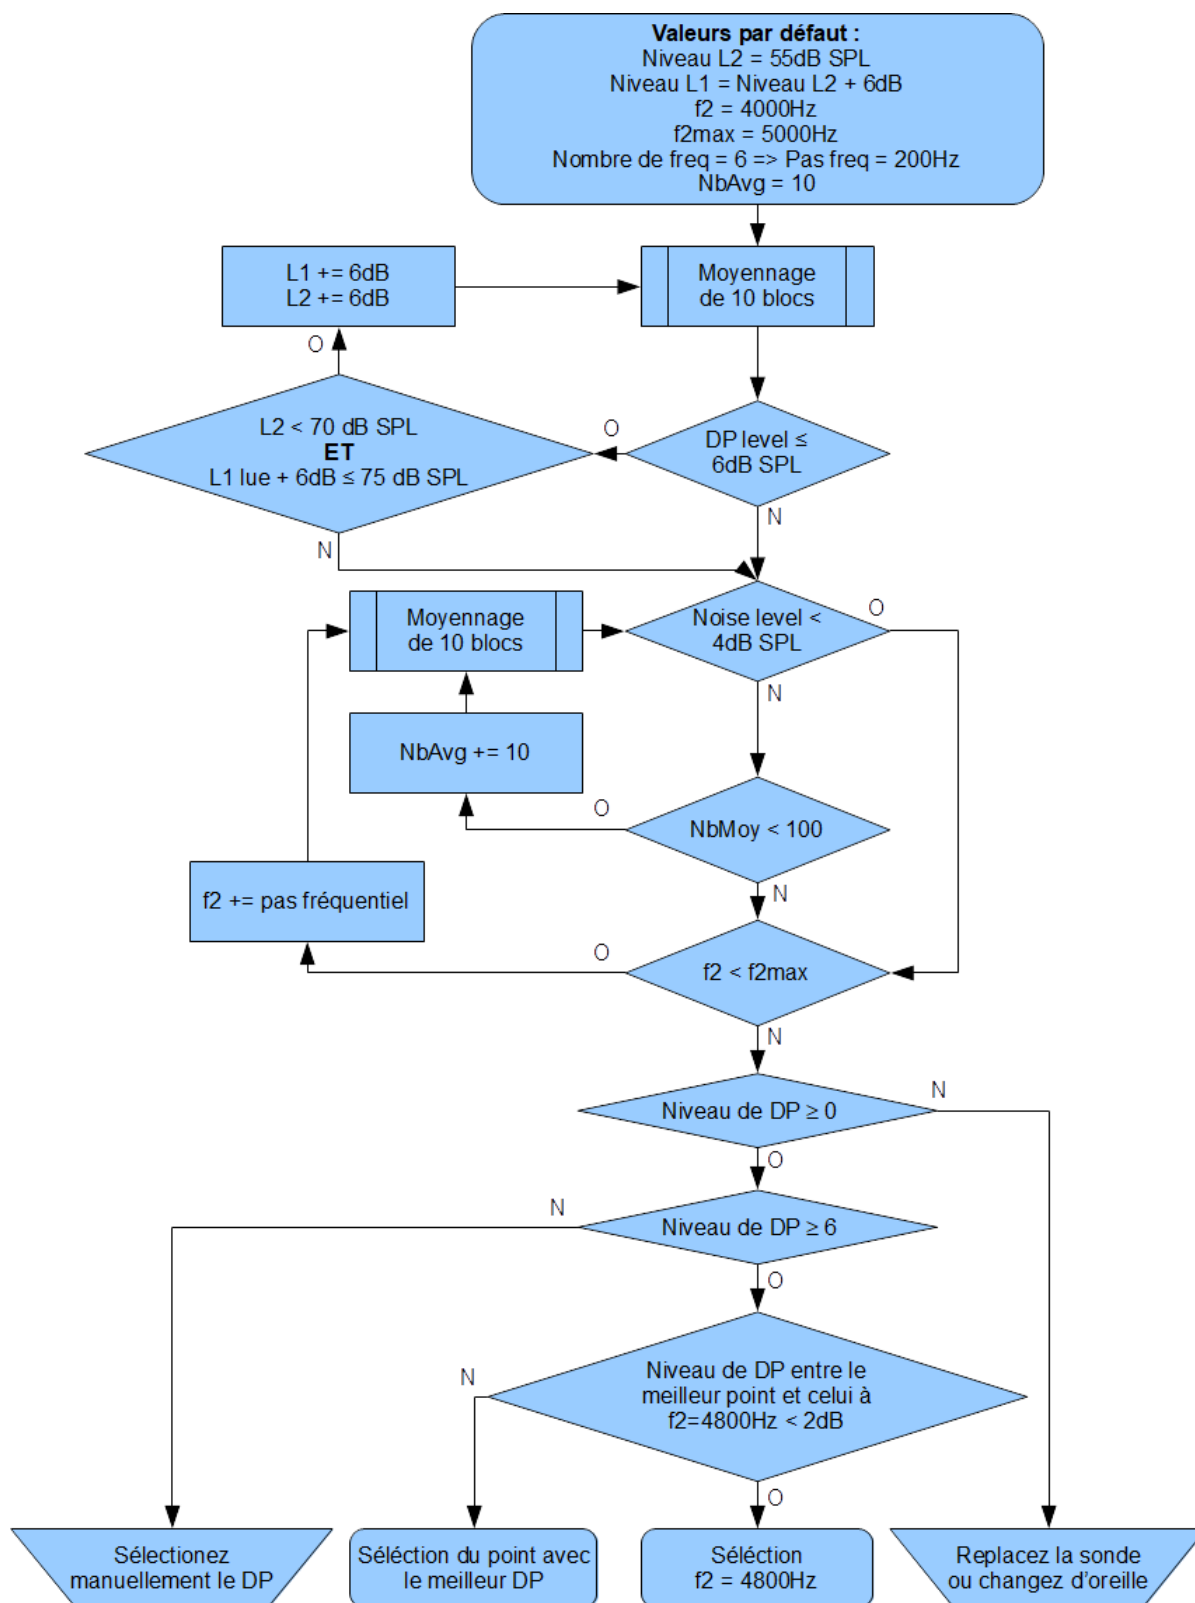 Valeurs par défaut :
Niveau L2 = 55dB SPL
Niveau L1 = Niveau L2 + 6dB
f2 = 4000Hz
f2max = 5000Hz
Nombre de freq = 6 => Pas freq = 200Hz
NbAvg = 10
L1 += 6dB
L2 += 6dB
Moyennage
de 10 blocs
O
L2 < 70 dB SPL
ET
L1 lue + 6dB ≤ 75 dB SPL
O
DP level ≤
6dB SPL
N
N
Moyennage
de 10 blocs
Noise level <
4dB SPL
O
N
NbAvg += 10
O
NbMoy < 100
N
f2 += pas fréquentiel
O
f2 < f2max
N
Niveau de DP ≥ 0
N
O
N
Niveau de DP ≥ 6
O
Niveau de DP entre le
meilleur point et celui à
f2=4800Hz < 2dB
N
O
Sélectionez
manuellement le DP
Séléction du point avec
le meilleur DP
Séléction
f2 = 4800Hz
Replacez la sonde
ou changez d'oreille